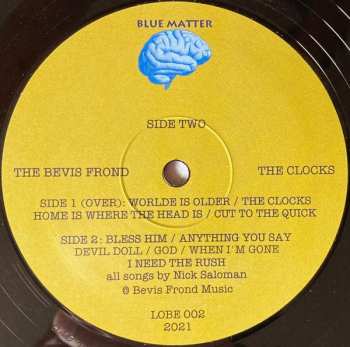 BLUE MATTER
SIDE TWO
THE BEVIS FROND THE CLOCKS
SIDE 1 (OVER): WORLDE IS OLDER / THE CLOCKS
HOME IS WHERE THE HEAD IS / CUT TO THE QUICK
SIDE 2: BLESS HIM / ANYTHING YOU SAY
DEVIL DOLL / GOD / WHEN I´M GONE
I NEED THE RUSH
all songs by Nick Saloman
@ Bevis Frond Music
LOBE 002
2021